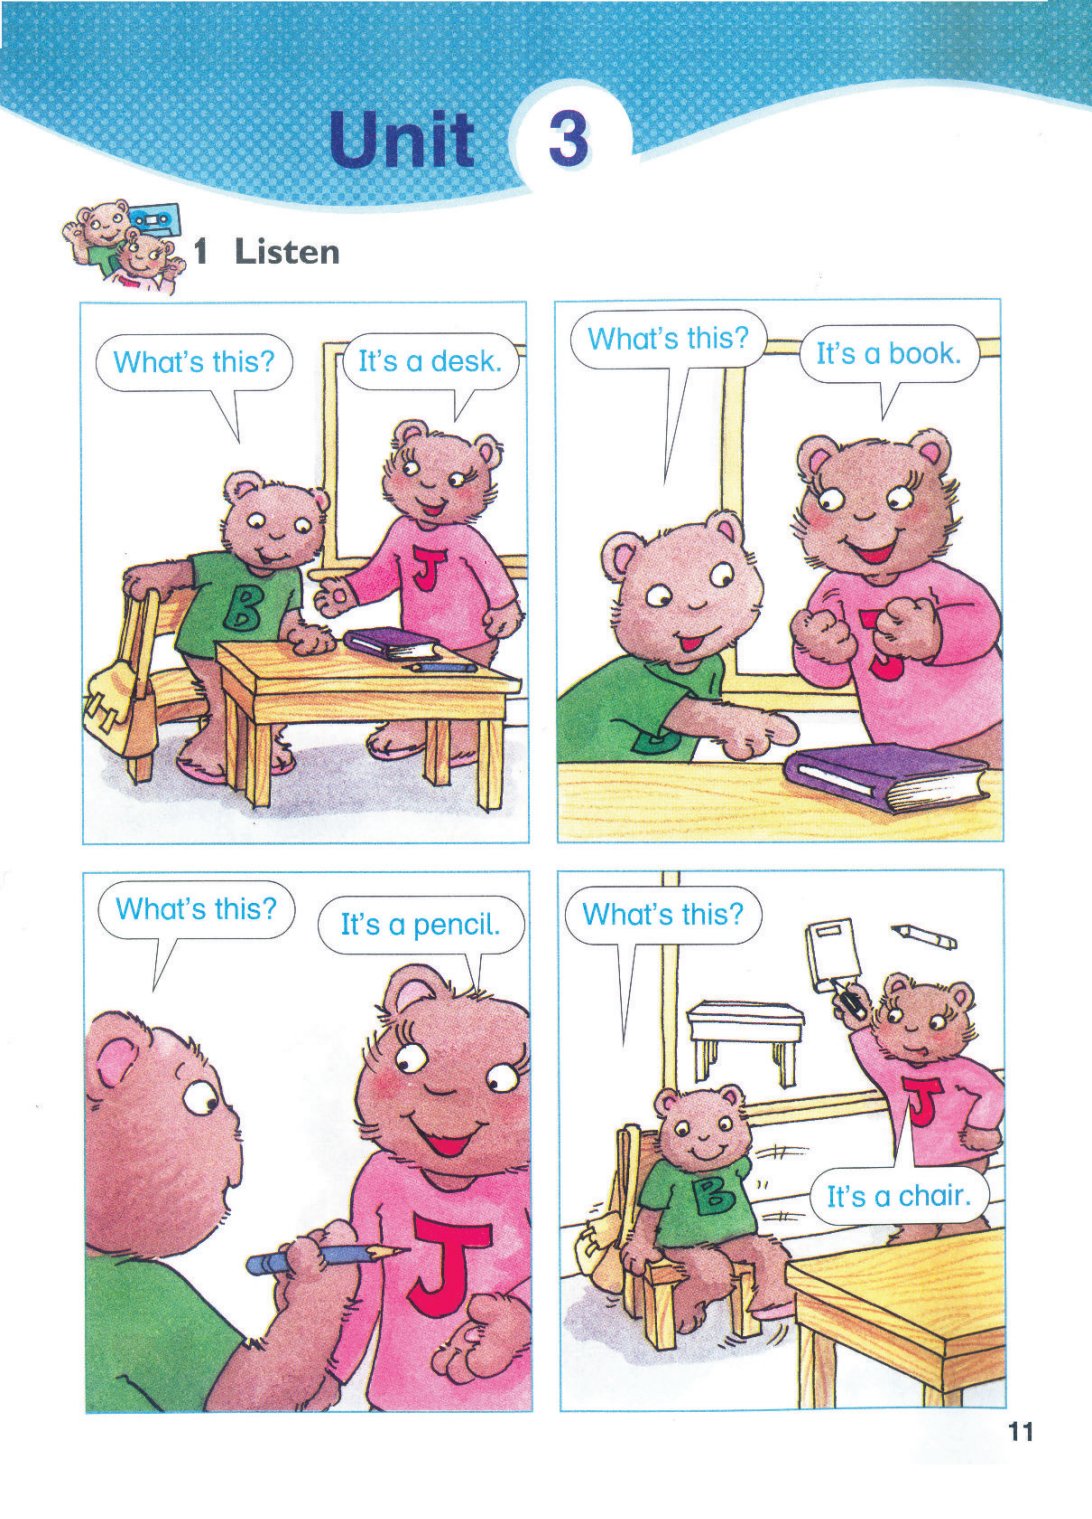 Unit 3
1 Listen
What's this?
It's a desk.
B
J
What's this?
It's a book.
J
B
What's this?
It's a pencil.
J
What's this?
J
B
It's a chair.
11